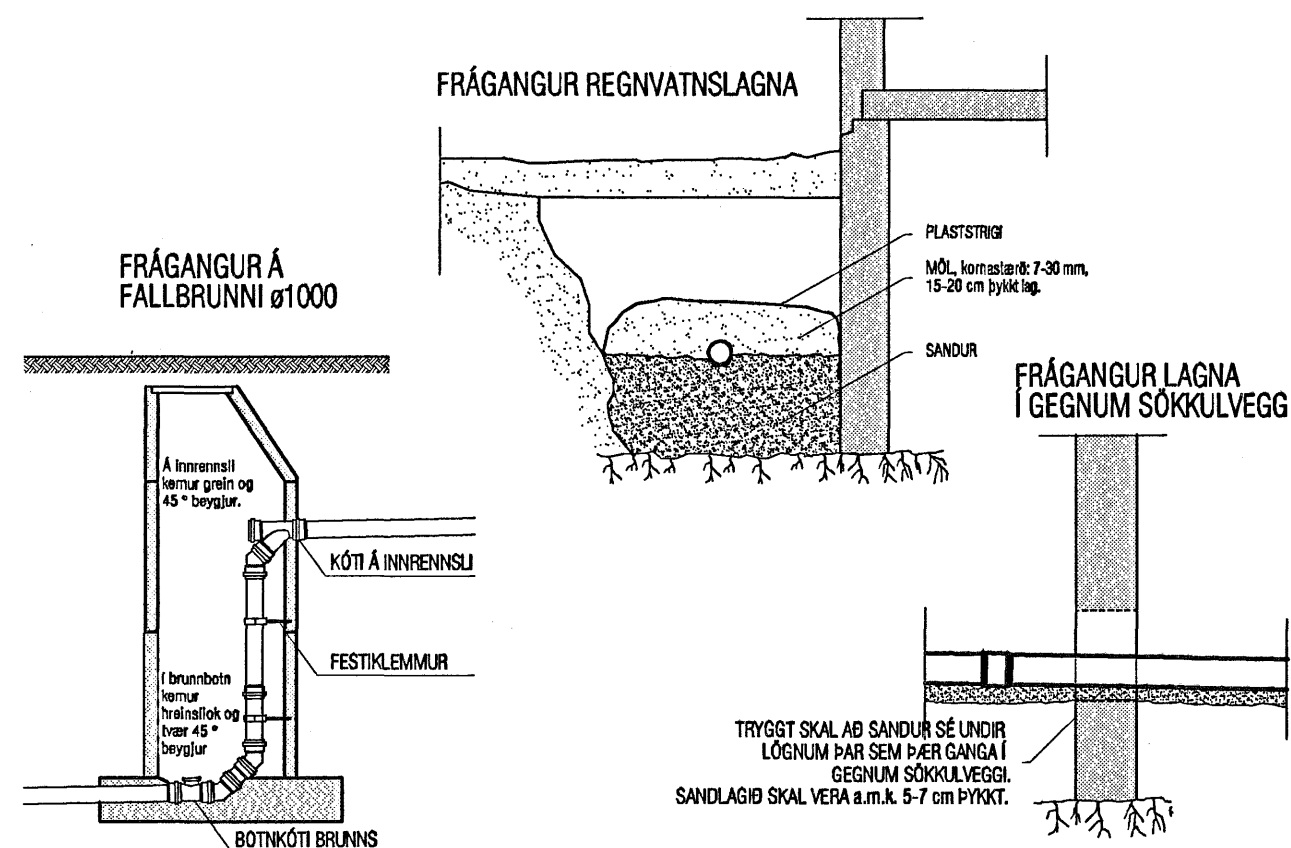 FRÁGANGUR REGNVATNSLAGNA
PLASTSTRIGI
MÖL, kornastærð: 7-30 mm,
15-20 cm þykkt lag.
SANDUR
FRÁGANGUR Á
FALLBRUNNI ø1000
Á innrennsli
kemur grein og
45° beygjur.
KÓTI Á INNRENNSLI
FESTIKLEMMUR
Í brunnbotn
kemur
hreinsilok og
tvær 45°
beygjur
BOTNKÓTI BRUNNS
FRÁGANGUR LAGNA
Í GEGNUM SÖKKULVEGG
TRYGGT SKAL AÐ SANDUR SÉ UNDIR
LÖGNUM ÞAR SEM ÞÆR GANGA Í
GEGNUM SÖKKULVEGGI.
SANDLAGIÐ SKAL VERA a.m.k. 5-7 cm ÞYKKT.